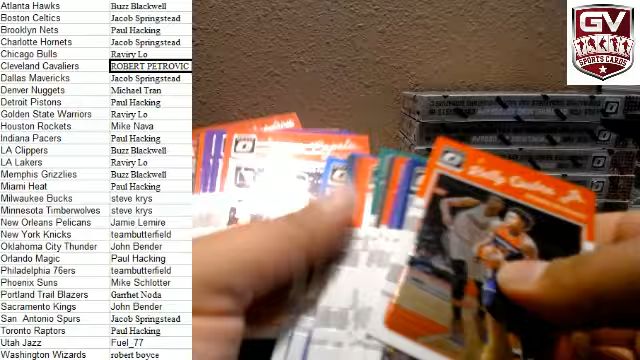 Atlanta Hawks Buzz Blackwell
Boston Celtics Jacob Springstead
Brooklyn Nets Paul Hacking
Charlotte Hornets Jacob Springstead
Chicago Bulls Raviry Lo
Cleveland Cavaliers ROBERT PETROVIC
Dallas Mavericks Jacob Springstead
Denver Nuggets Michael Tran
Detroit Pistons Paul Hacking
Golden State Warriors Raviry Lo
Houston Rockets Mike Nava
Indiana Pacers Paul Hacking
LA Clippers Buzz Blackwell
LA Lakers Raviry Lo
Memphis Grizzlies Buzz Blackwell
Miami Heat Paul Hacking
Milwaukee Bucks steve krys
Minnesota Timberwolves steve krys
New Orleans Pelicans Jamie Lemire
New York Knicks teambutterfield
Oklahoma City Thunder John Bender
Orlando Magic Paul Hacking
Philadelphia 76ers teambutterfield
Phoenix Suns Mike Schlotter
Portland Trail Blazers Garrhet Noda
Sacramento Kings John Bender
San Antonio Spurs Jacob Springstead
Toronto Raptors Paul Hacking
Utah Jazz Fuel_77
Washington Wizards robert boyce
GV
SPORTS CARDS
Kelly Oubre Jr.